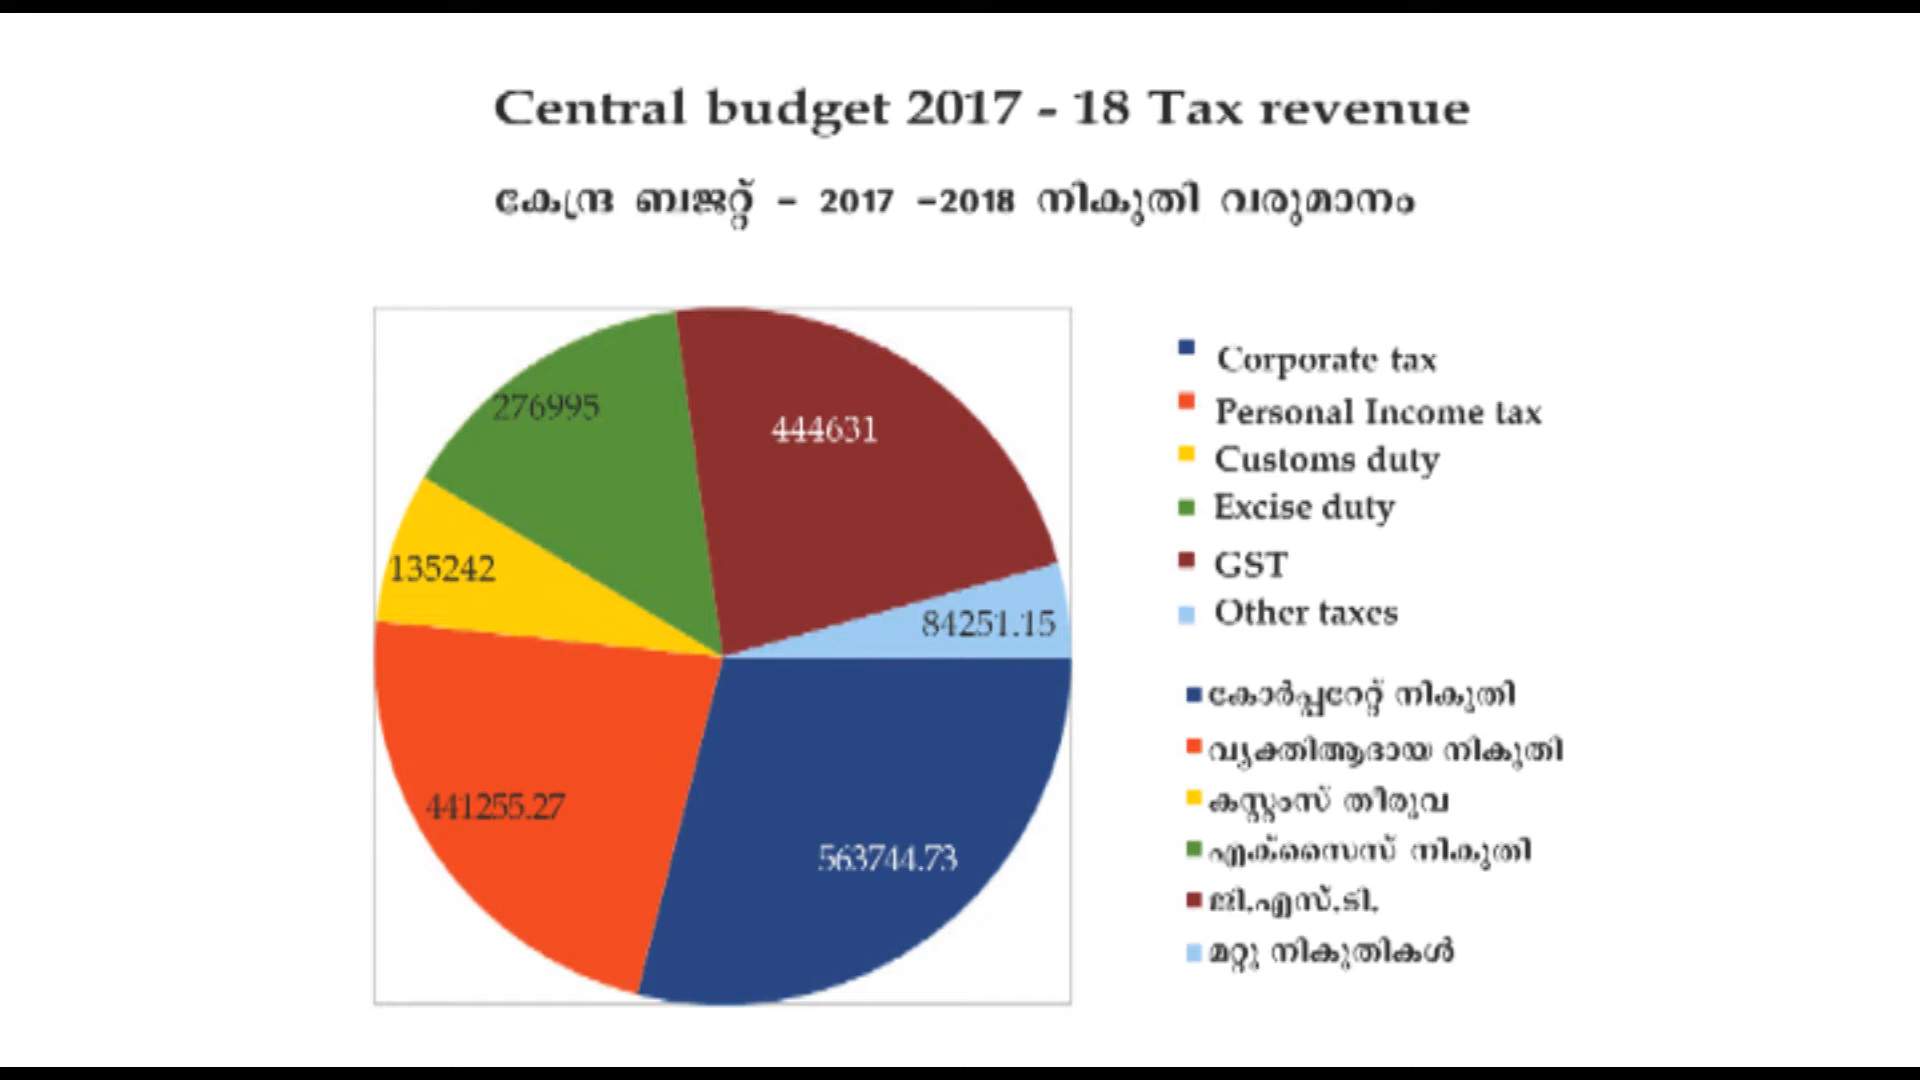 Central budget 2017 - 18 Tax revenue
കേന്ദ്ര ബജറ്റ് - 2017 -2018 നികുതി വരുമാനം
276995
444631
135242
84251.15
441255.27
563744.73
Corporate tax
Personal Income tax
Customs duty
Excise duty
GST
Other taxes
കോർപ്പറേറ്റ് നികുതി
വ്യക്തിആദായ നികുതി
കസ്റ്റംസ് തീരുവ
എക്സൈസ് നികുതി
ജി.എസ്.ടി.
മറ്റു നികുതികൾ